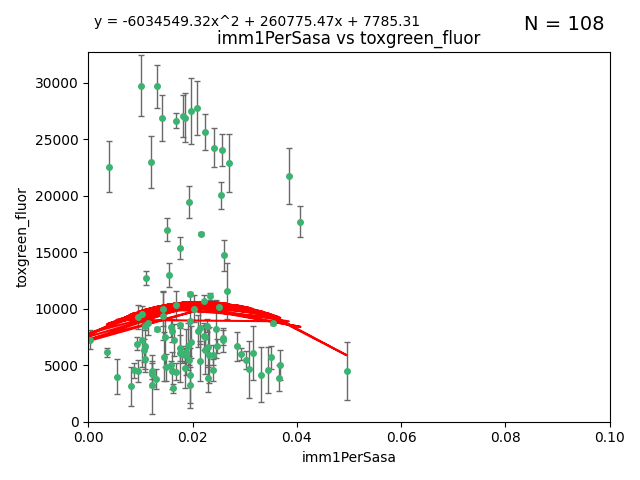 y = -6034549.32x^2 + 260775.47x + 7785.31
N = 108
imm1PerSasa vs toxgreen_fluor
30000
25000
20000
15000
10000
5000
0
toxgreen_fluor
0.00
0.02
0.04
0.06
0.08
0.10
imm1PerSasa